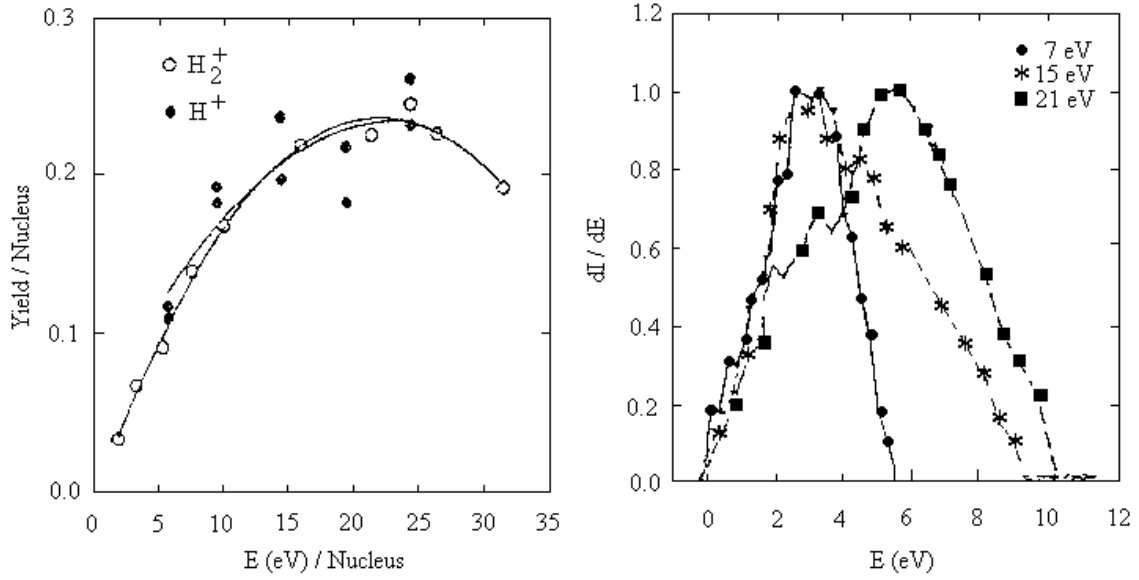 0.3
H2+
H+
0.2
Yield / Nucleus
0.1
0.0
0 5 10 15 20 25 30 35
E (eV) / Nucleus
1.2
7 eV
15 eV
21 eV
1.0
0.8
dI / dE
0.6
0.4
0.2
0.0
0 2 4 6 8 10 12
E (eV)